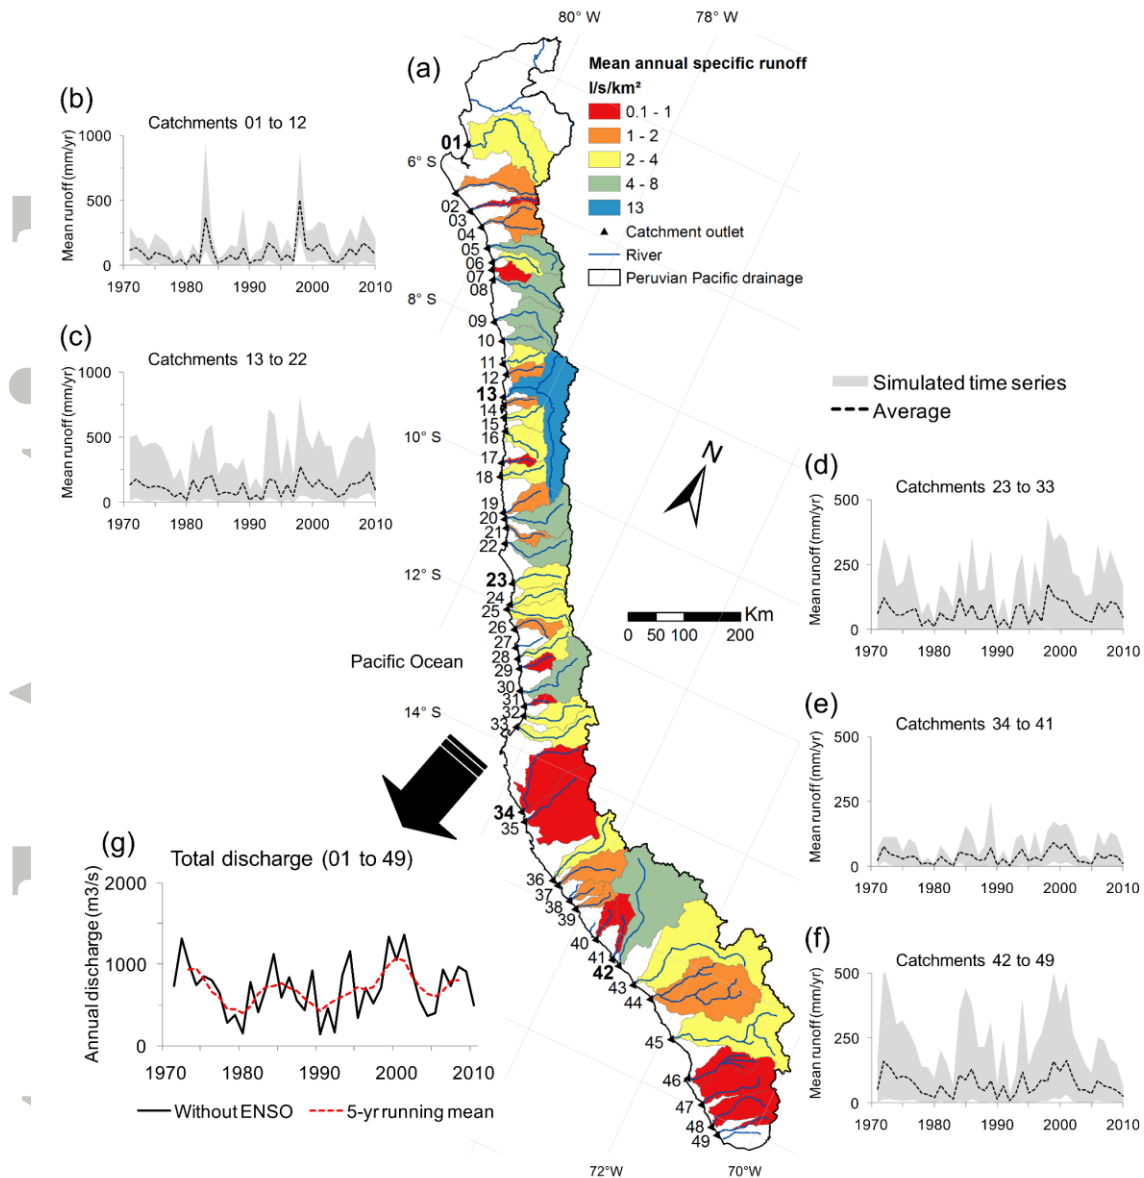 80° W
78° W
(a)
Mean annual specific runoff
l/s/km²
0.1 - 1
1 - 2
2 - 4
4 - 8
13
Catchment outlet
River
Peruvian Pacific drainage
(b)
Catchments 01 to 12
Mean runoff (mm/yr)
1000
500
0
1970
1980
1990
2000
2010
(c)
Catchments 13 to 22
Mean runoff (mm/yr)
1000
500
0
1970
1980
1990
2000
2010
6° S
8° S
10° S
12° S
14° S
01
02
03
04
05
06
07
08
09
10
11
12
13
14
15
16
17
18
19
20
21
22
23
24
25
26
27
28
29
30
31
32
33
34
35
36
37
38
39
40
41
42
43
44
45
46
47
48
49
N
Km
0 50 100 200
Pacific Ocean
Simulated time series
Average
(d)
Catchments 23 to 33
Mean runoff (mm/yr)
500
250
0
1970
1980
1990
2000
2010
(e)
Catchments 34 to 41
Mean runoff (mm/yr)
500
250
0
1970
1980
1990
2000
2010
(f)
Catchments 42 to 49
Mean runoff (mm/yr)
500
250
0
1970
1980
1990
2000
2010
(g)
Total discharge (01 to 49)
Annual discharge (m3/s)
2000
1000
0
1970
1980
1990
2000
2010
Without ENSO
5-yr running mean
72°W
70°W